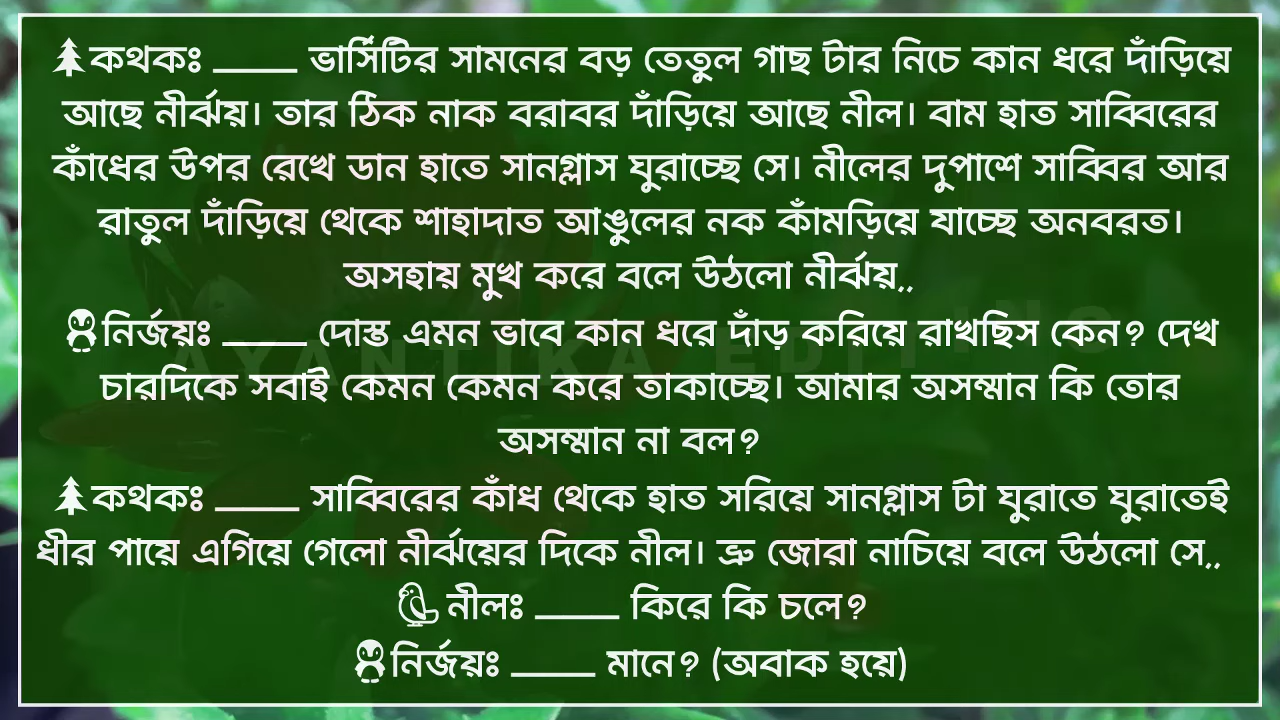 🌲কথকঃ _____ ভার্সিটির সামনের বড় তেতুল গাছ টার নিচে কান ধরে দাঁড়িয়ে
আছে নীর্ঝয়। তার ঠিক নাক বরাবর দাঁড়িয়ে আছে নীল। বাম হাত সাব্বিরের
কাঁধের উপর রেখে ডান হাতে সানগ্লাস ঘুরাচ্ছে সে। নীলের দুপাশে সাব্বির আর
রাতুল দাঁড়িয়ে থেকে শাহাদাত আঙুলের নক কাঁমড়িয়ে যাচ্ছে অনবরত।
অসহায় মুখ করে বলে উঠলো নীর্ঝয়,,
🐧নির্জয়ঃ _____ দোস্ত এমন ভাবে কান ধরে দাঁড় করিয়ে রাখছিস কেন? দেখ
চারদিকে সবাই কেমন কেমন করে তাকাচ্ছে। আমার অসম্মান কি তোর
অসম্মান না বল?
🌲কথকঃ _____ সাব্বিরের কাঁধ থেকে হাত সরিয়ে সানগ্লাস টা ঘুরাতে ঘুরাতেই
ধীর পায়ে এগিয়ে গেলো নীর্ঝয়ের দিকে নীল। ভ্রু জোরা নাচিয়ে বলে উঠলো সে,,
🦜নীলঃ _____ কিরে কি চলে?
🐧নির্জয়ঃ _____ মানে? (অবাক হয়ে)
AYANTIKA EDITING